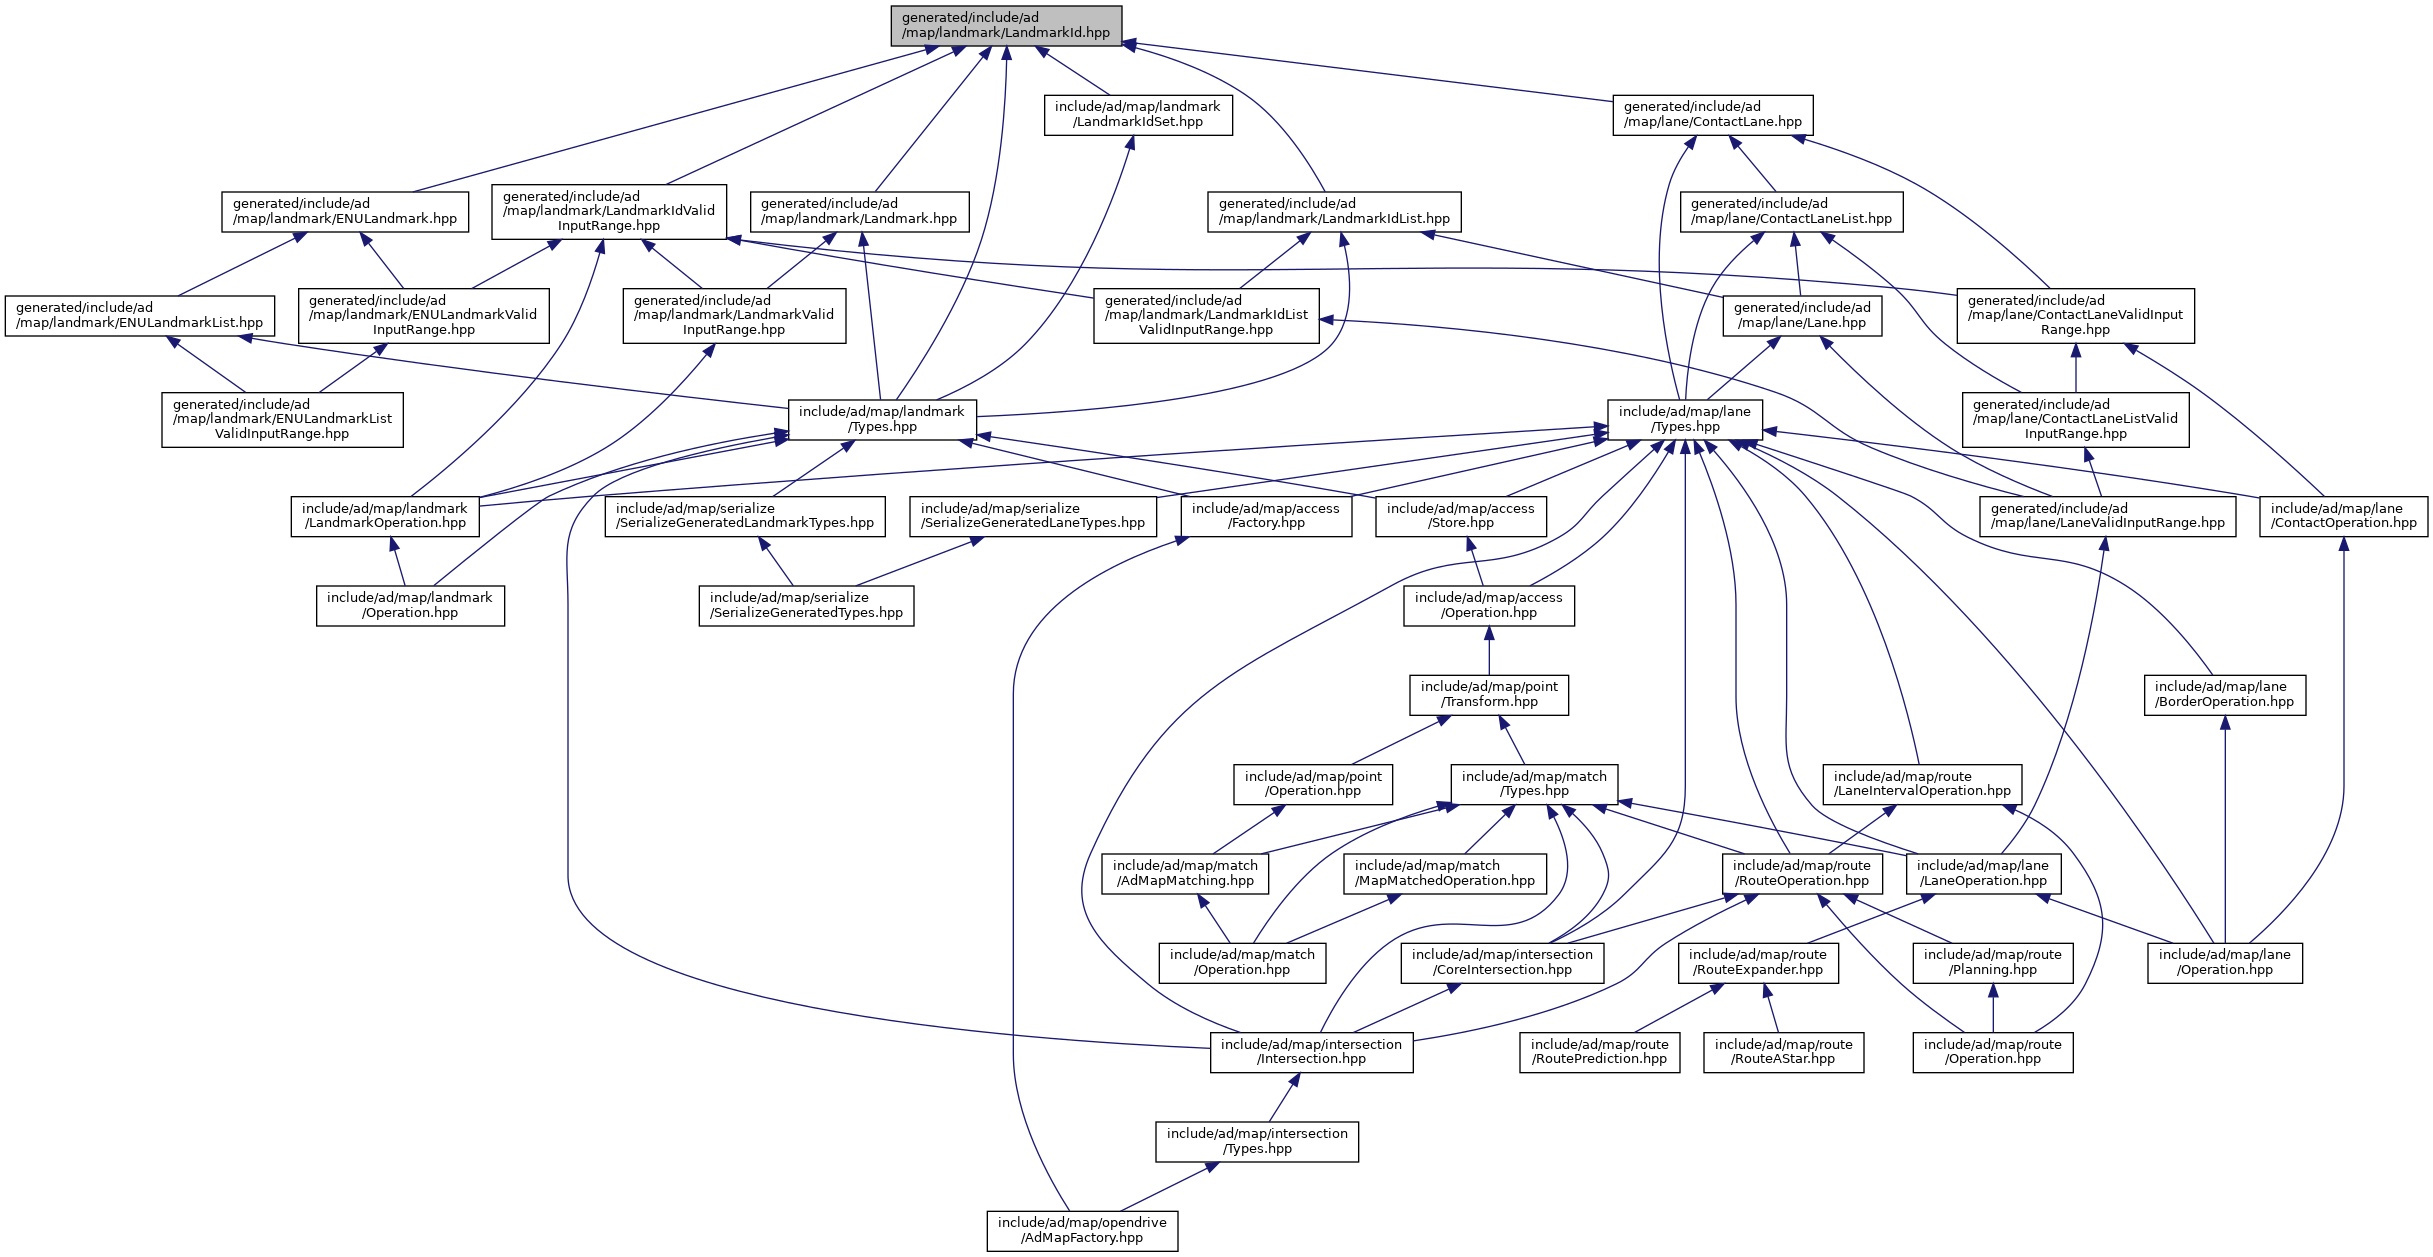 generated/include/ad
/map/landmark/LandmarkId.hpp
include/ad/map/landmark
/LandmarkIdSet.hpp
generated/include/ad
/map/lane/ContactLane.hpp
generated/include/ad
/map/landmark/ENULandmark.hpp
generated/include/ad
/map/landmark/LandmarkIdValid
InputRange.hpp
generated/include/ad
/map/landmark/Landmark.hpp
generated/include/ad
/map/landmark/LandmarkIdList.hpp
generated/include/ad
/map/lane/ContactLaneList.hpp
generated/include/ad
/map/landmark/ENULandmarkList.hpp
generated/include/ad
/map/landmark/ENULandmarkValid
InputRange.hpp
generated/include/ad
/map/landmark/LandmarkValid
InputRange.hpp
generated/include/ad
/map/landmark/LandmarkIdList
ValidInputRange.hpp
generated/include/ad
/map/lane/Lane.hpp
generated/include/ad
/map/lane/ContactLaneValidInput
Range.hpp
generated/include/ad
/map/landmark/ENULandmarkList
ValidInputRange.hpp
include/ad/map/landmark
/Types.hpp
include/ad/map/lane
/Types.hpp
generated/include/ad
/map/lane/ContactLaneListValid
InputRange.hpp
include/ad/map/landmark
/LandmarkOperation.hpp
include/ad/map/serialize
/SerializeGeneratedLandmarkTypes.hpp
include/ad/map/serialize
/SerializeGeneratedLaneTypes.hpp
include/ad/map/access
/Factory.hpp
include/ad/map/access
/Store.hpp
generated/include/ad
/map/lane/LaneValidInputRange.hpp
include/ad/map/lane
/ContactOperation.hpp
include/ad/map/landmark
/Operation.hpp
include/ad/map/serialize
/SerializeGeneratedTypes.hpp
include/ad/map/access
/Operation.hpp
include/ad/map/point
/Transform.hpp
include/ad/map/lane
/BorderOperation.hpp
include/ad/map/point
/Operation.hpp
include/ad/map/match
/Types.hpp
include/ad/map/route
/LaneIntervalOperation.hpp
include/ad/map/match
/AdMapMatching.hpp
include/ad/map/match
/MapMatchedOperation.hpp
include/ad/map/route
/RouteOperation.hpp
include/ad/map/lane
/LaneOperation.hpp
include/ad/map/match
/Operation.hpp
include/ad/map/intersection
/CoreIntersection.hpp
include/ad/map/route
/RouteExpander.hpp
include/ad/map/route
/Planning.hpp
include/ad/map/lane
/Operation.hpp
include/ad/map/intersection
/Intersection.hpp
include/ad/map/route
/RoutePrediction.hpp
include/ad/map/route
/RouteAStar.hpp
include/ad/map/route
/Operation.hpp
include/ad/map/intersection
/Types.hpp
include/ad/map/opendrive
/AdMapFactory.hpp